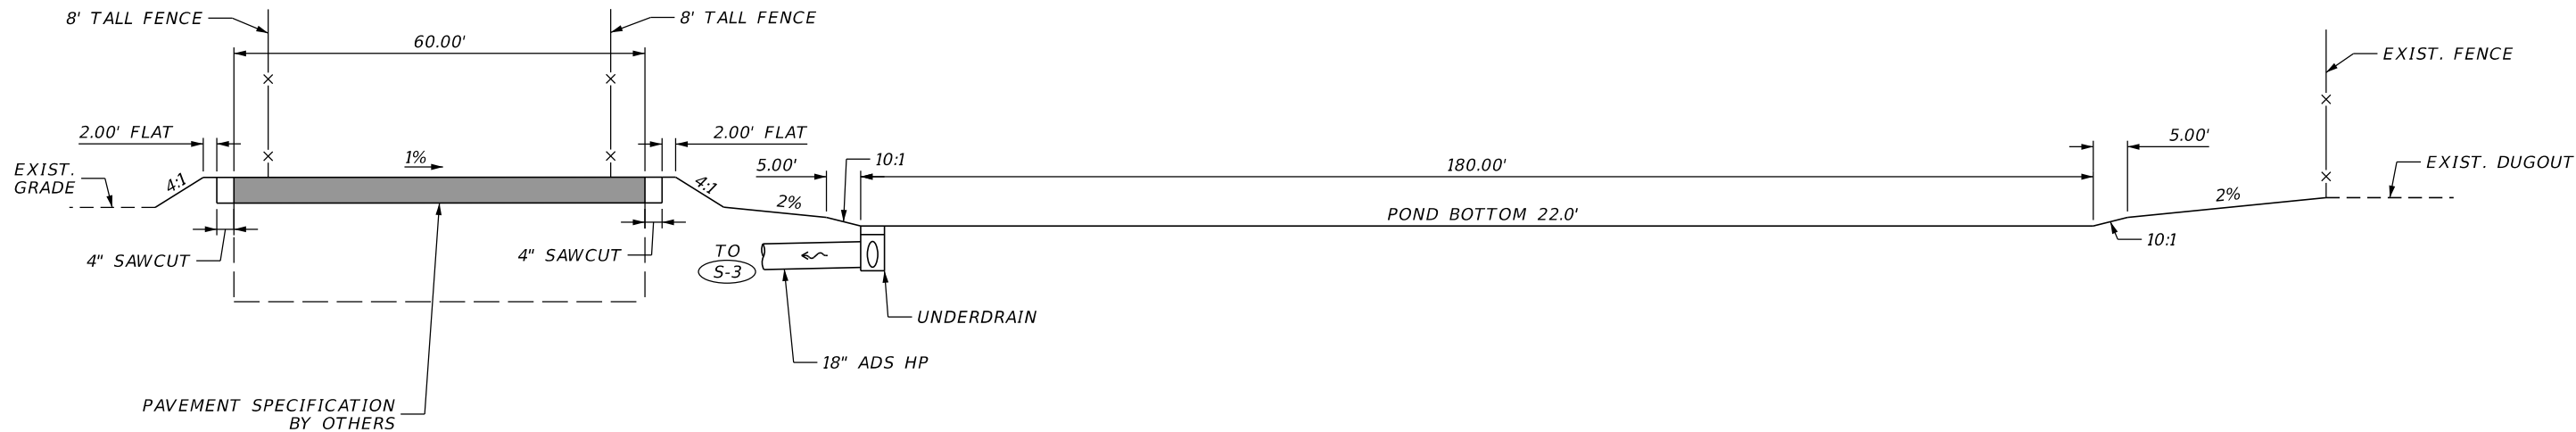 8' TALL FENCE
8' TALL FENCE
60.00'
EXIST. FENCE
2.00' FLAT
2.00' FLAT
5.00'
1%
10:1
5.00'
180.00'
EXIST. DUGOUT
EXIST.
GRADE
4:1
4:1
2%
2%
POND BOTTOM 22.0'
10:1
4" SAWCUT
4" SAWCUT
TO
S-3
UNDERDRAIN
18" ADS HP
PAVEMENT SPECIFICATION
BY OTHERS